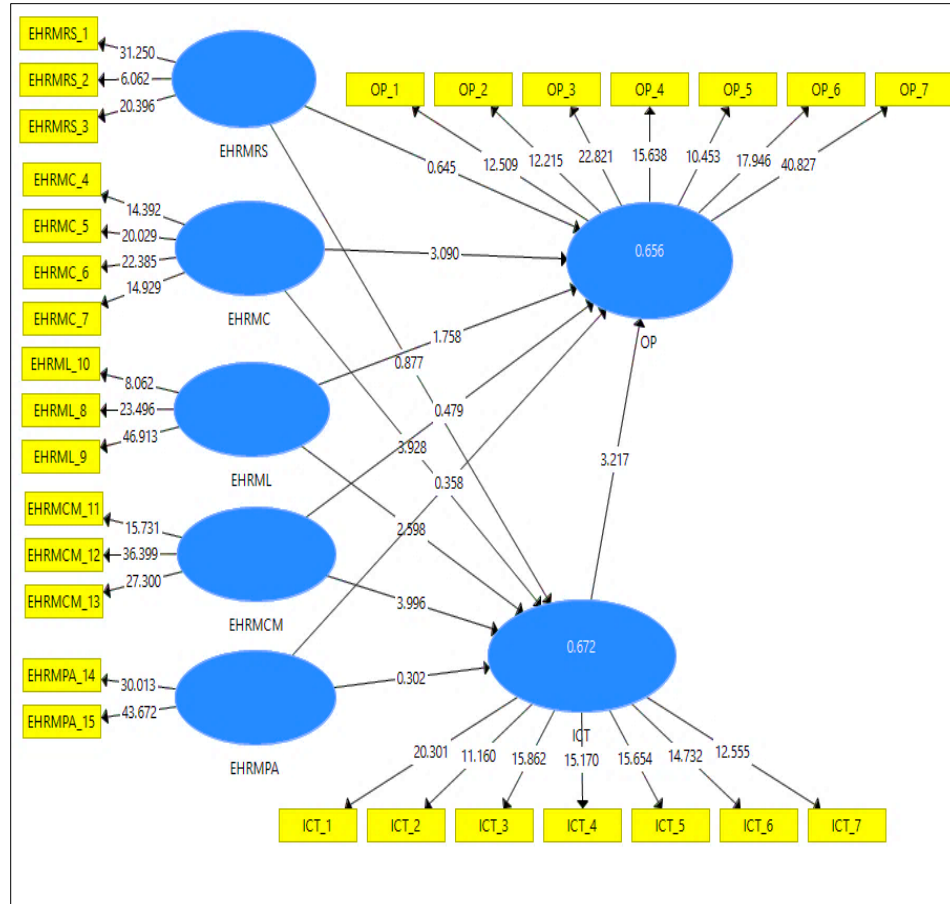 EHRMRS_1
31.250
EHRMRS_2
6.062
EHRMRS_3
20.396
EHRMRS
OP_1
OP_2
OP_3
OP_4
OP_5
OP_6
OP_7
12.509
12.215
22.821
15.638
10.453
17.946
40.827
0.645
EHRMC_4
14.392
EHRMC_5
20.029
EHRMC_6
22.385
EHRMC_7
14.929
EHRMC
3.090
0.656
OP
1.758
0.877
EHRML_10
8.062
EHRML_8
23.496
EHRML_9
46.913
EHRML
0.479
3.928
0.358
3.217
2.598
EHRMCM_11
15.731
EHRMCM_12
36.399
EHRMCM_13
27.300
EHRMCM
3.996
0.672
ICT
EHRMPA_14
30.013
EHRMPA_15
43.672
EHRMPA
0.302
20.301
11.160
15.862
15.170
15.654
14.732
12.555
ICT_1
ICT_2
ICT_3
ICT_4
ICT_5
ICT_6
ICT_7